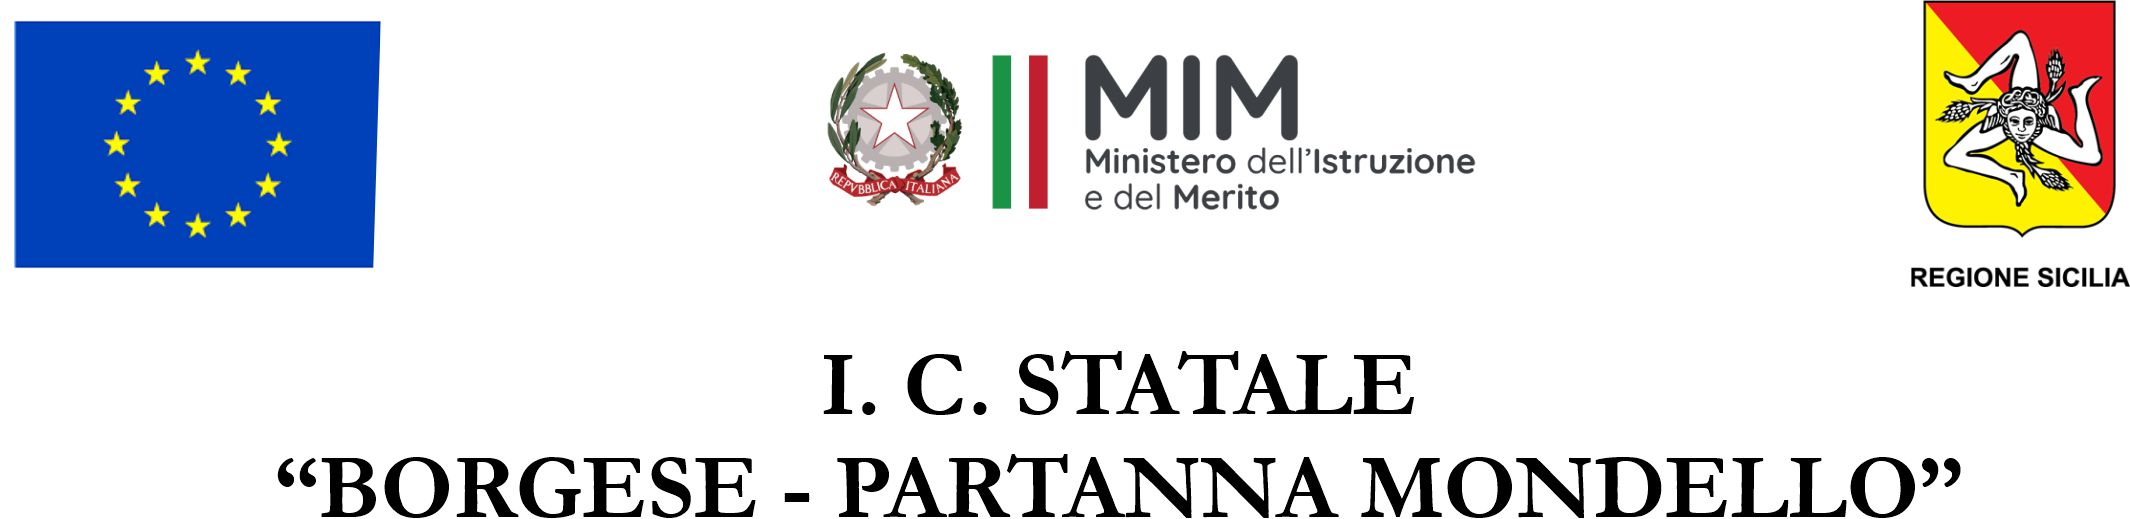 REPVBBLICA ITALIANA
MIM
Ministero dell'Istruzione
e del Merito
REGIONE SICILIA
I. C. STATALE
“BORGESE - PARTANNA MONDELLO”